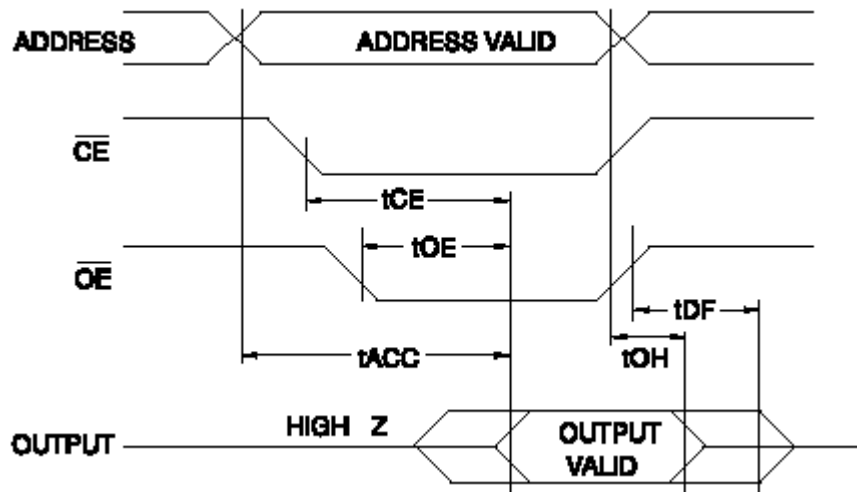 ADDRESS
ADDRESS VALID
CE
tCE
OE
tOE
tDF
tACC
tOH
OUTPUT
HIGH Z
OUTPUT
VALID